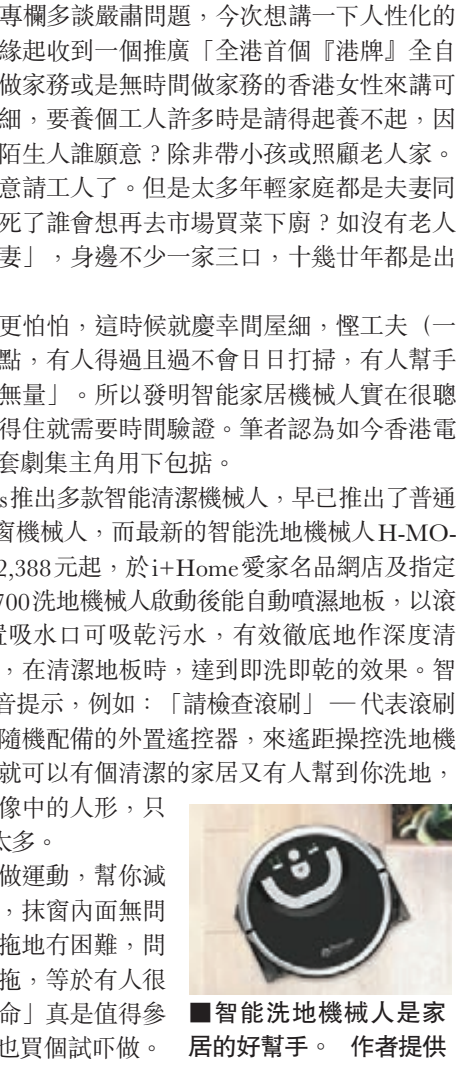 專欄多談嚴肅問題，今次想講一下人性化的
緣起收到一個推廣「全港首個『港牌』全自
做家務或是無時間做家務的香港女性來講可
細，要養個工人許多時是請得起養不起，因
陌生人誰願意？除非帶小孩或照顧老人家。
意請工人了。但是太多年輕家庭都是夫妻同
死了誰會想再去市場買菜下廚？如沒有老人
妻」，身邊不少一家三口，十幾廿年都是出
更怕怕，這時候就慶幸間屋細，慳工夫（一
點，有人得過且過不會日日打掃，有人幫手
無量」。所以發明智能家居機械人實在很聰
得住就需要時間驗證。筆者認為如今香港電
套劇集主角用下包掂。
s推出多款智能清潔機械人，早已推出了普通
窗機械人，而最新的智能洗地機械人H-MO-
2,388元起，於i+Home愛家名品網店及指定
700洗地機械人啟動後能自動噴濕地板，以滾
置吸水口可吸乾污水，有效徹底地作深度清
，在清潔地板時，達到即洗即乾的效果。智
音提示，例如：「請檢查滾刷」—代表滾刷
隨機配備的外置遙控器，來遙距操控洗地機
就可以有個清潔的家居又有人幫到你洗地，
像中的人形，只
太多。
做運動，幫你減
，抹窗內面無問
拖地冇困難，問
拖，等於有人很
命」真是值得參
也買個試吓做。
■智能洗地機械人是家
居的好幫手。 作者提供